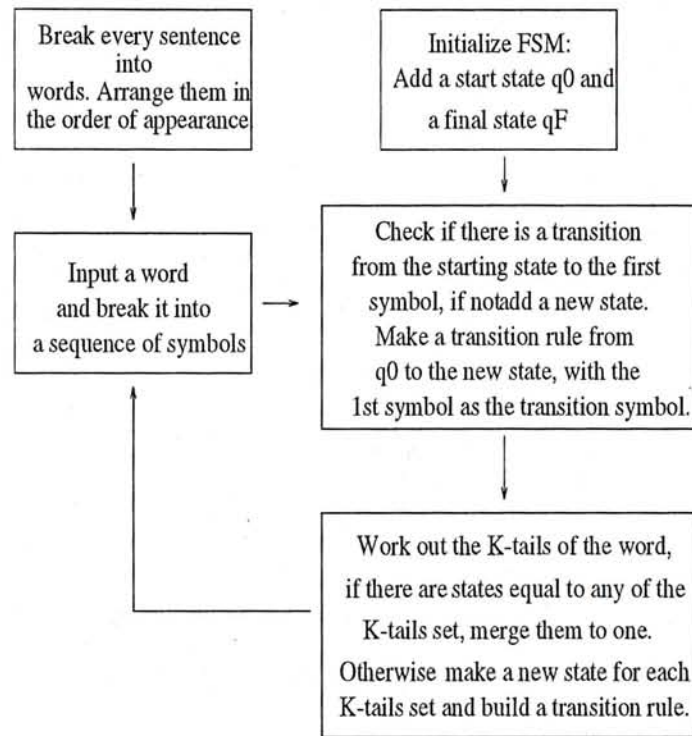 Break every sentence
into
words. Arrange them in
the order of appearance
Initialize FSM:
Add a start state q0 and
a final state qF
Input a word
and break it into
a sequence of symbols
Check if there is a transition
from the starting state to the first
symbol, if notadd a new state.
Make a transition rule from
q0 to the new state, with the
1st symbol as the transition symbol.
Work out the K-tails of the word,
if there are states equal to any of the
K-tails set, merge them to one.
Otherwise make a new state for each
K-tails set and build a transition rule.